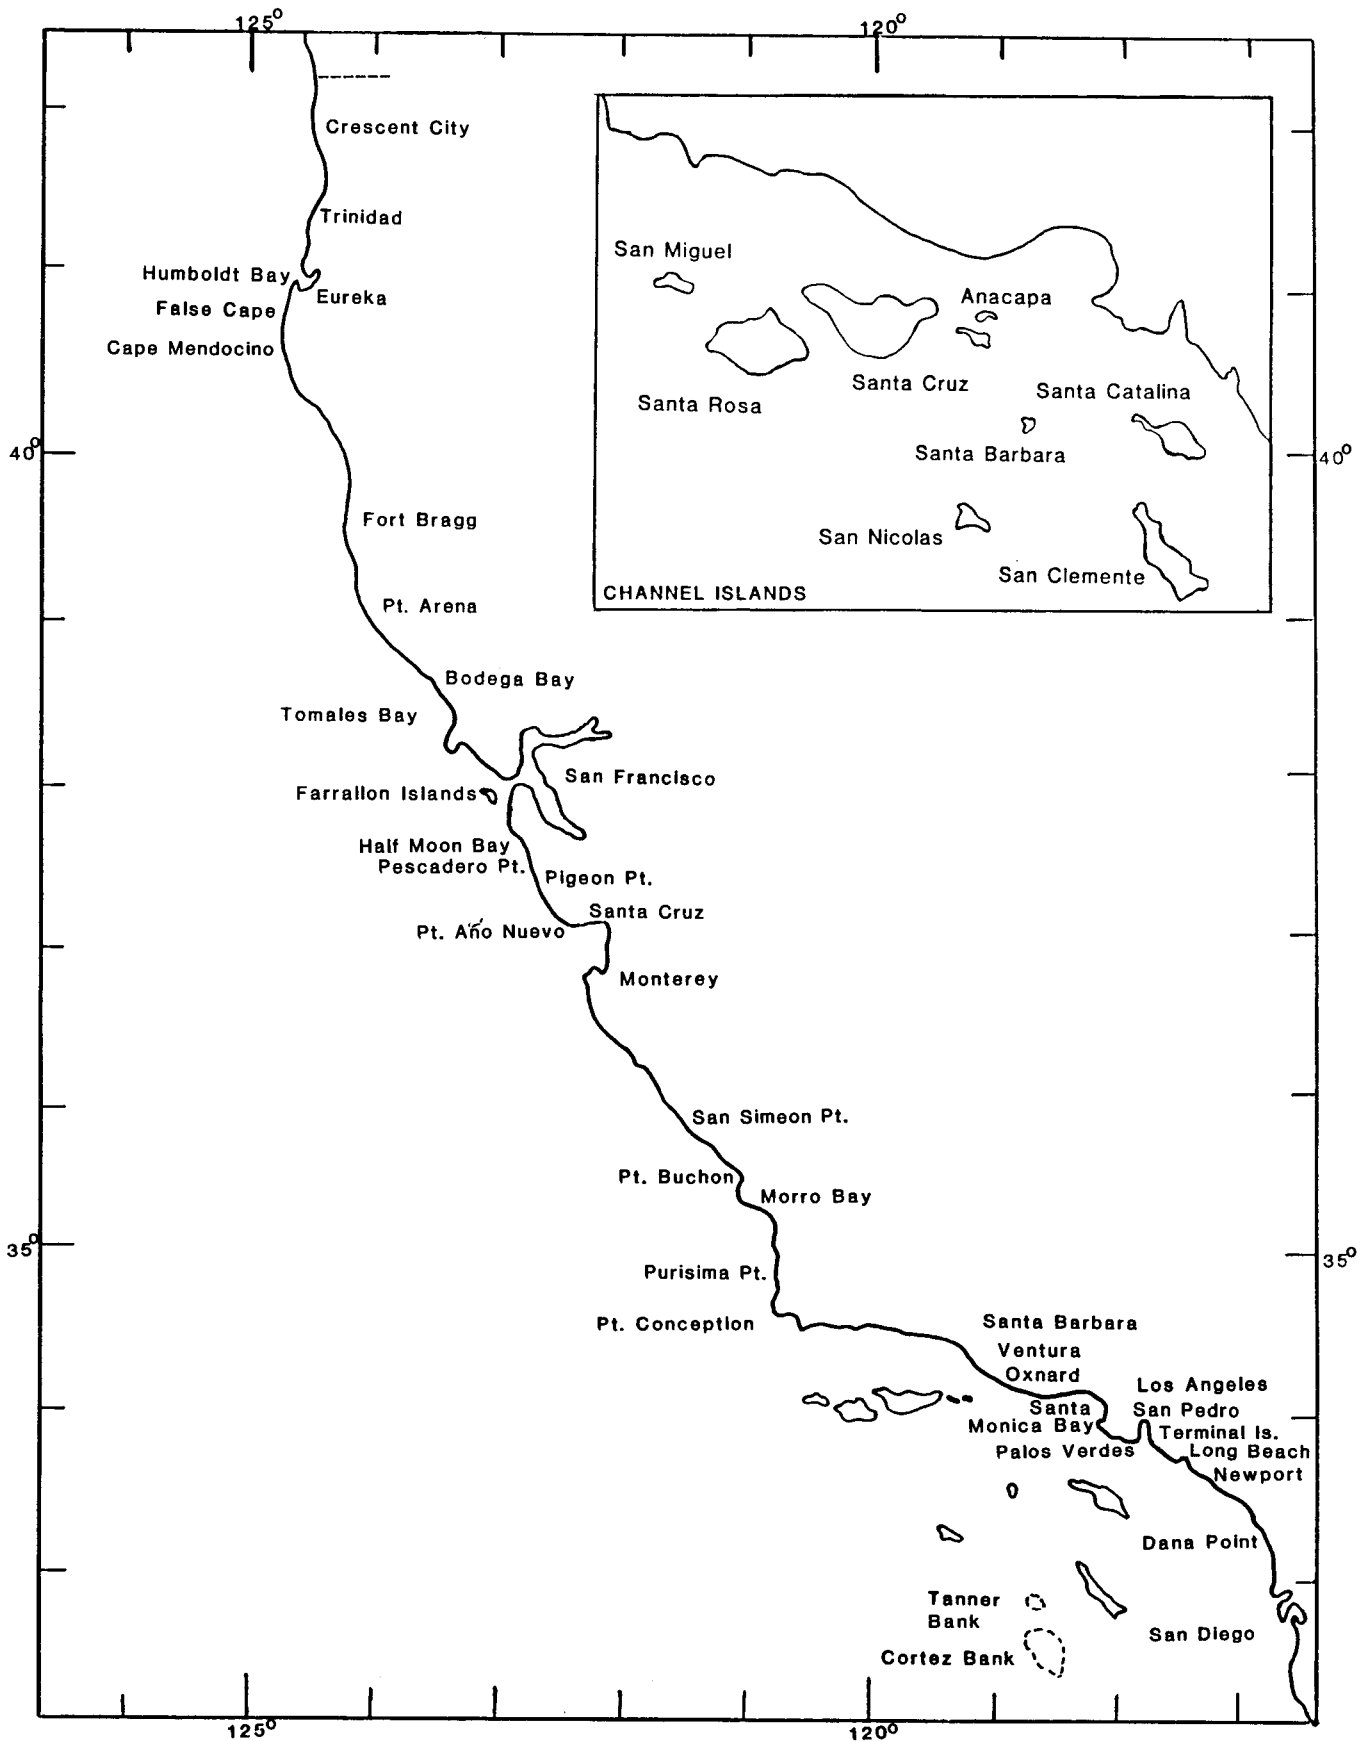 125°
120°
Crescent City
Trinidad
Humboldt Bay
Eureka
False Cape
Cape Mendocino
40°
40°
Fort Bragg
Pt. Arena
Bodega Bay
Tomales Bay
San Francisco
Farrallon Islands
Half Moon Bay
Pescadero Pt.
Pigeon Pt.
Santa Cruz
Pt. Año Nuevo
Monterey
San Simeon Pt.
Pt. Buchon
Morro Bay
35°
35°
Purisima Pt.
Pt. Conception
Santa Barbara
Ventura
Oxnard
Los Angeles
Santa
Monica Bay
San Pedro
Terminal Is.
Palos Verdes
Long Beach
Newport
Dana Point
Tanner
Bank
Cortez Bank
San Diego
125°
120°
San Miguel
Anacapa
Santa Cruz
Santa Rosa
Santa Catalina
Santa Barbara
San Nicolas
San Clemente
CHANNEL ISLANDS